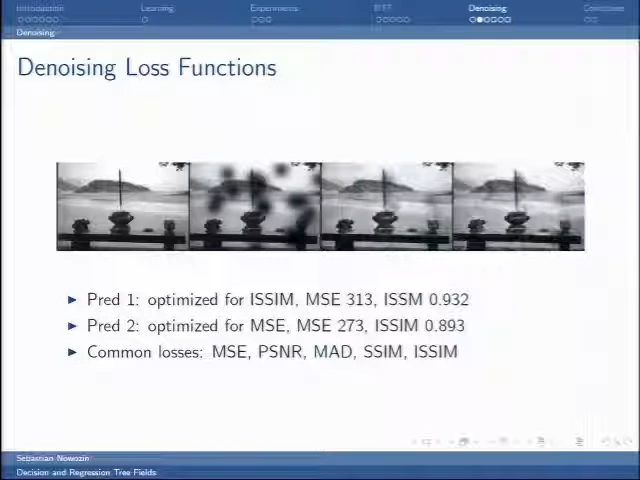 Introduction Learning Experiments RTF Denoising Conclusion
Denoising
Denoising Loss Functions
Pred 1: optimized for ISSIM, MSE 313, ISSM 0.932
Pred 2: optimized for MSE, MSE 273, ISSIM 0.893
Common losses: MSE, PSNR, MAD, SSIM, ISSIM
Sebastian Nowozin
Decision and Regression Tree Fields